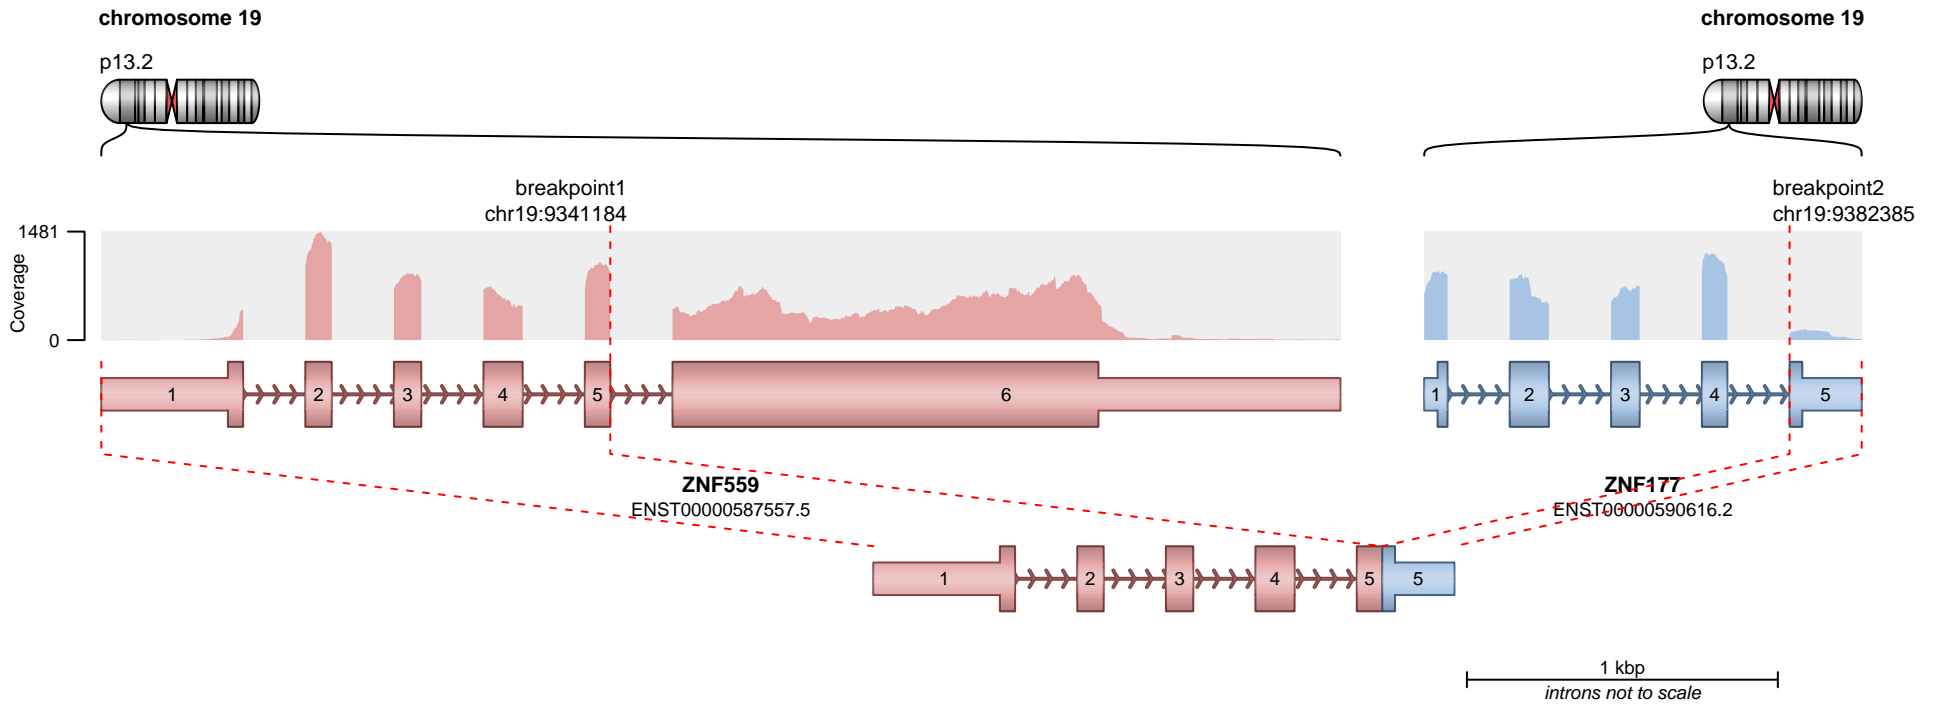 chromosome 19
chromosome 19
p13.2
p13.2
breakpoint1
chr19:9341184
breakpoint2
chr19:9382385
1481
Coverage
0
1 2 3 4 5 6
1 2 3 4 5
ZNF559
ENST00000587557.5
ZNF177
ENST00000590616.2
1 2 3 4 5 5
1 kbp
introns not to scale